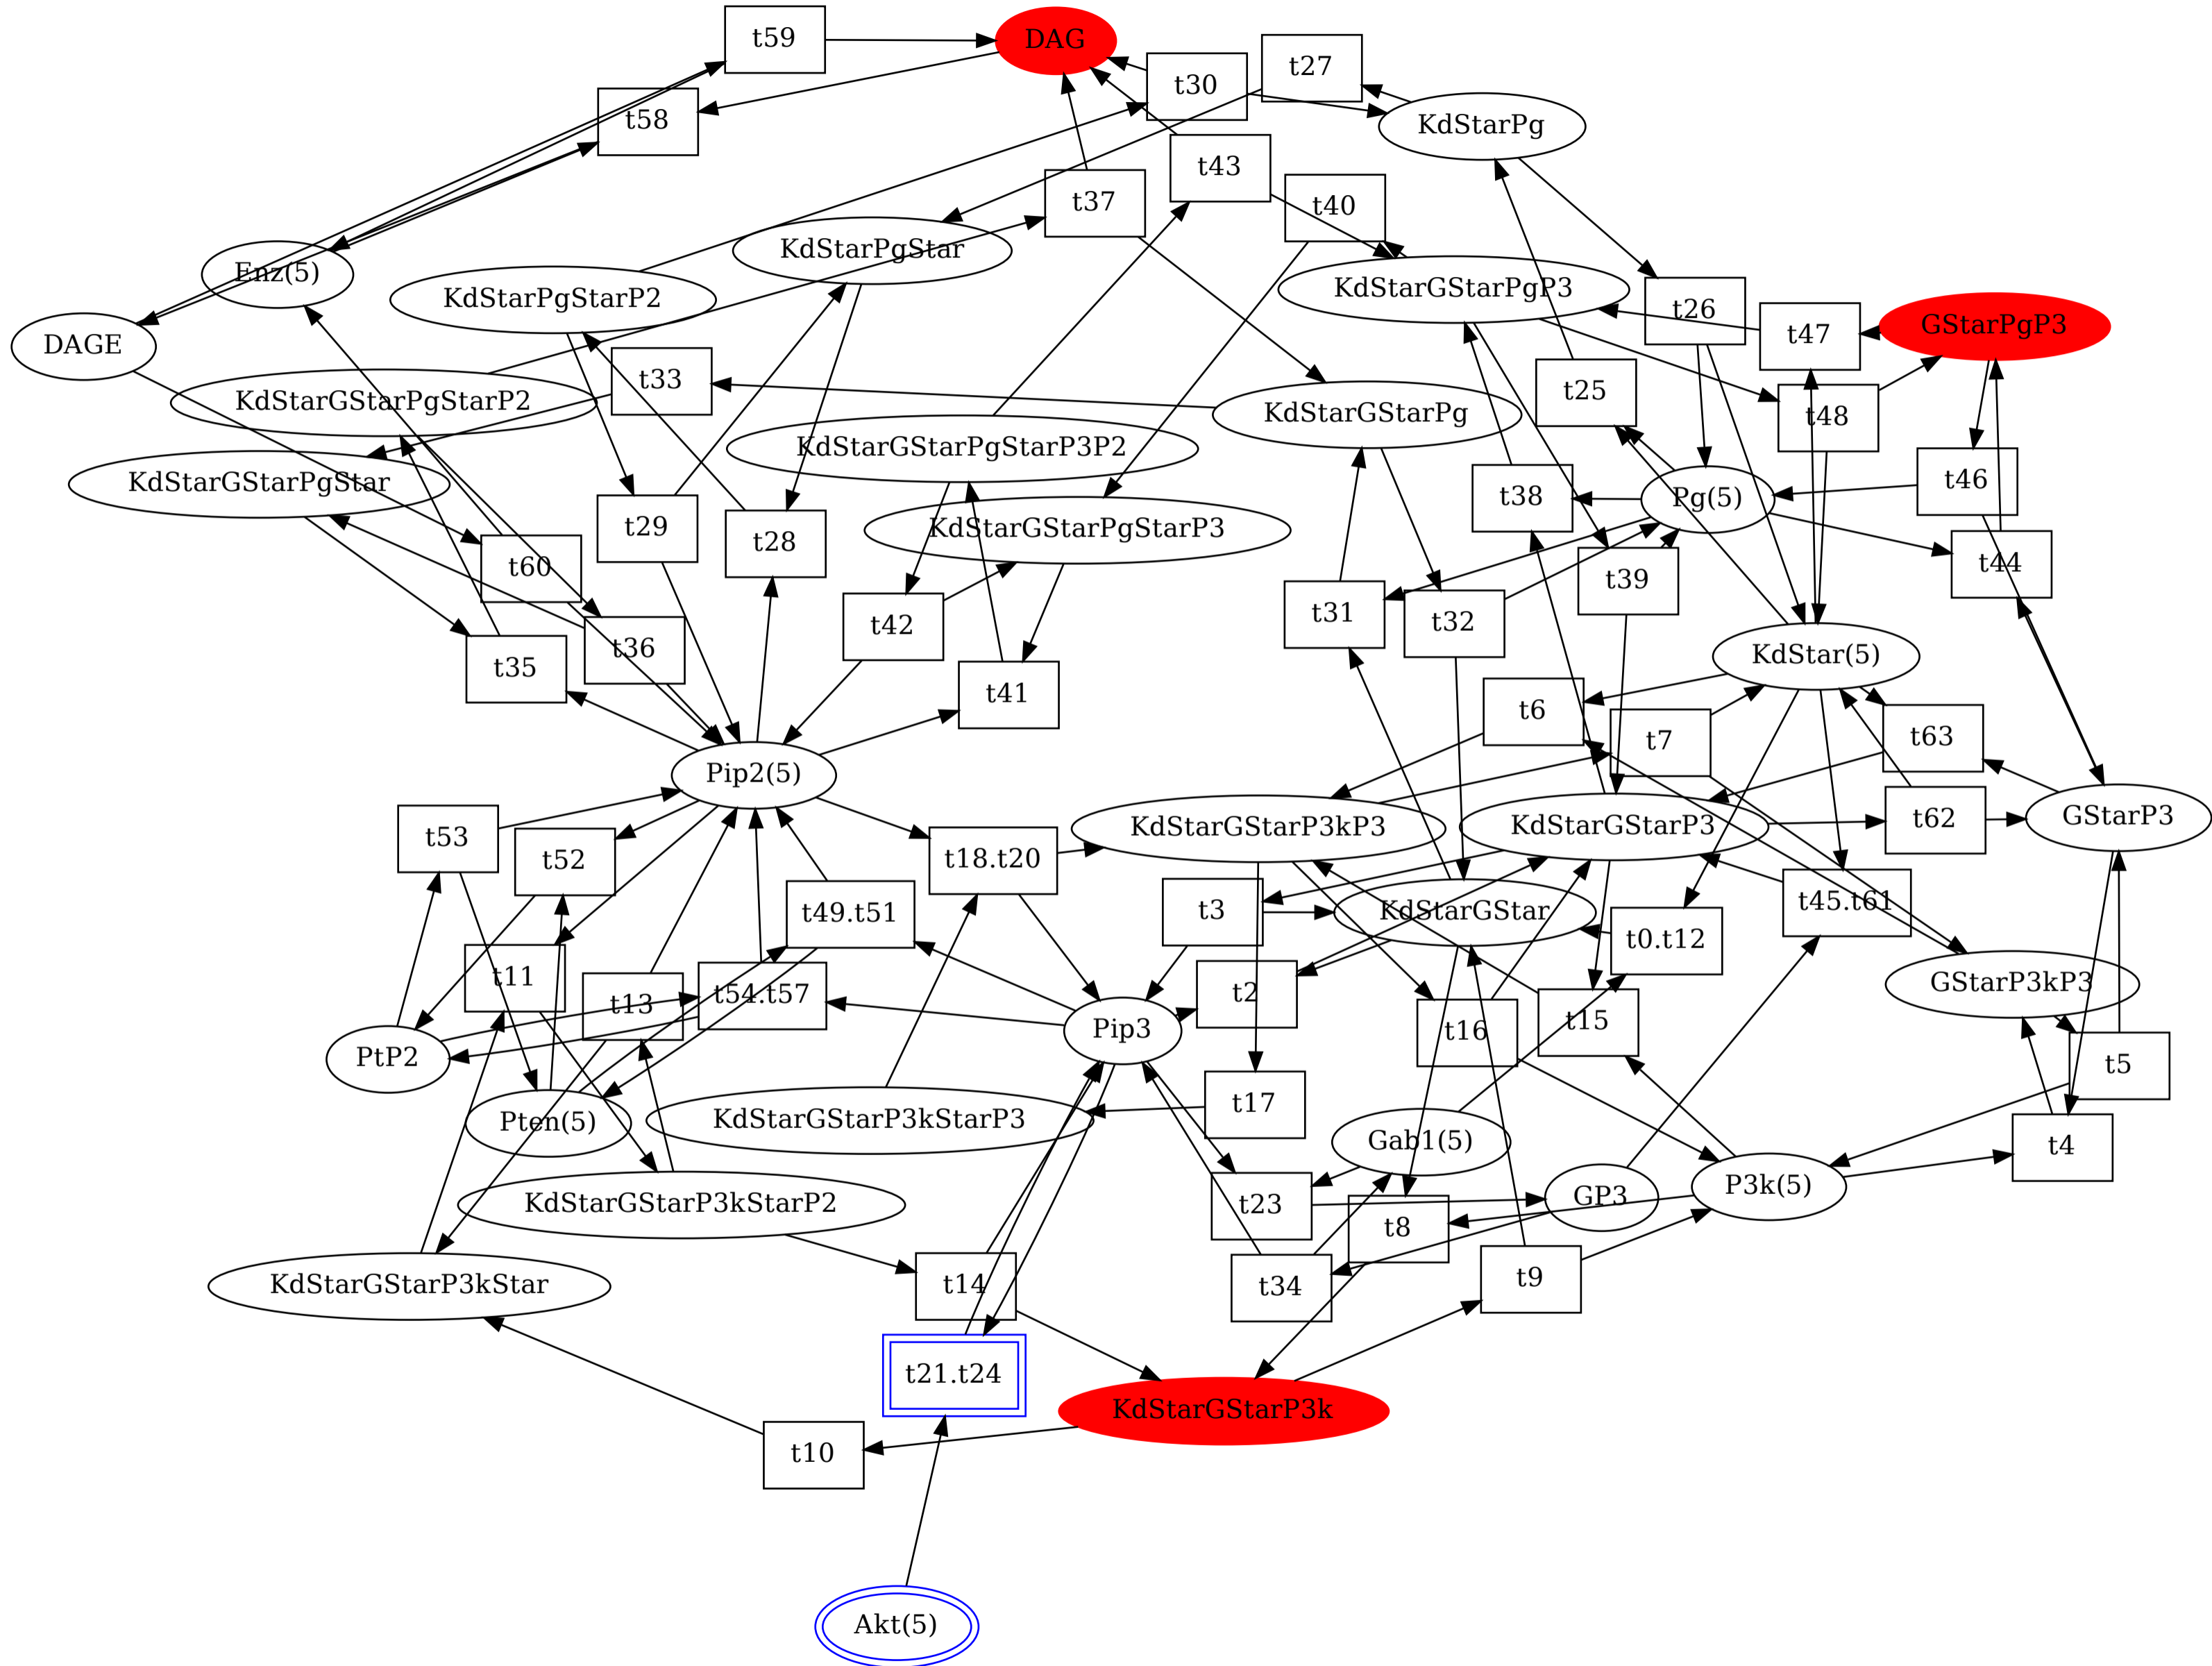 t59
DAG
t27
t30
t58
KdStarPg
t43
t37
t40
KdStarPgStar
Enz(5)
KdStarPgStarP2
KdStarGStarPgP3
t26
GStarPgP3
t47
DAGE
t33
t25
KdStarGStarPgStarP2
KdStarGStarPg
t48
KdStarGStarPgStarP3P2
t46
KdStarGStarPgStar
t38
Pg(5)
t29
KdStarGStarPgStarP3
t28
t44
t60
t39
t31
t32
t42
t36
KdStar(5)
t35
t41
t6
t7
t63
Pip2(5)
GStarP3
t53
KdStarGStarP3kP3
KdStarGStarP3
t62
t52
t18.t20
t49.t51
t3
KdStarGStar
t45.t61
t0.t12
t11
GStarP3kP3
t2
t54.t57
t13
t15
Pip3
t16
PtP2
t5
t17
Pten(5)
KdStarGStarP3kStarP3
Gab1(5)
t4
KdStarGStarP3kStarP2
t23
GP3
P3k(5)
t8
t9
KdStarGStarP3kStar
t14
t34
t21.t24
KdStarGStarP3k
t10
Akt(5)